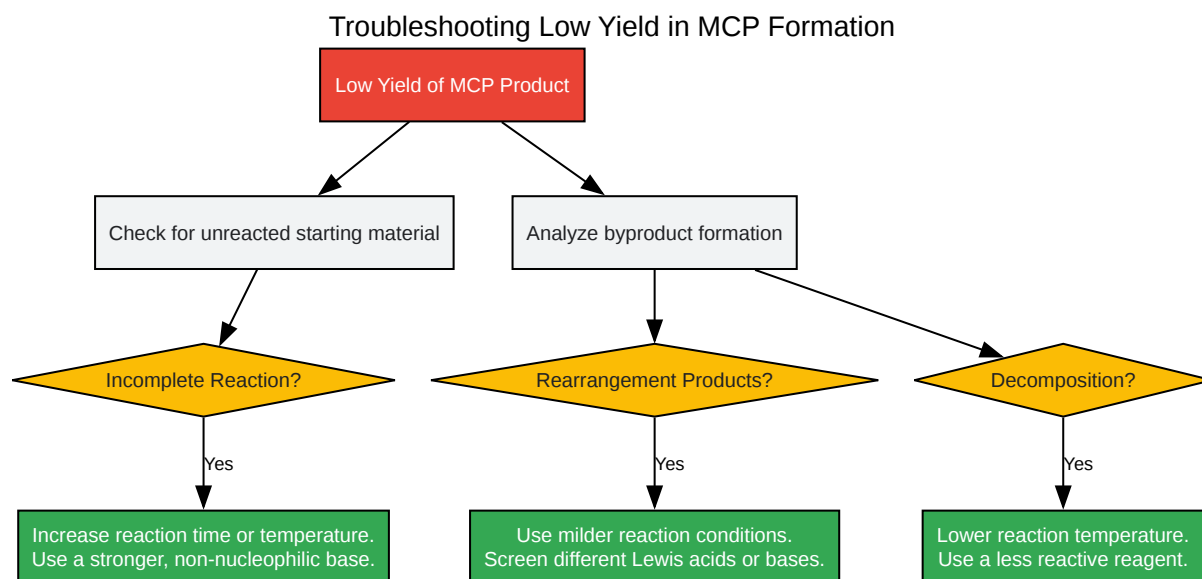 Troubleshooting Low Yield in MCP Formation
Low Yield of MCP Product
Check for unreacted starting material
Analyze byproduct formation
Incomplete Reaction?
Rearrangement Products?
Decomposition?
Yes
Yes
Yes
Increase reaction time or temperature.
Use a stronger, non-nucleophilic base.
Use milder reaction conditions.
Screen different Lewis acids or bases.
Lower reaction temperature.
Use a less reactive reagent.